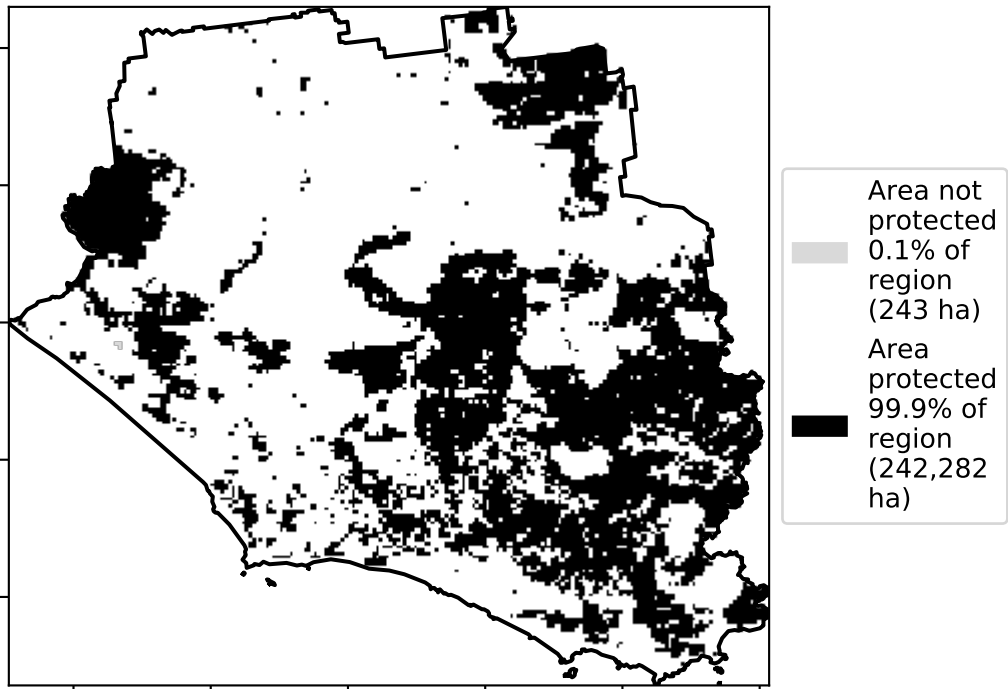 Area not
protected
0.1% of
region
(243 ha)
Area
protected
99.9% of
region
(242,282
ha)